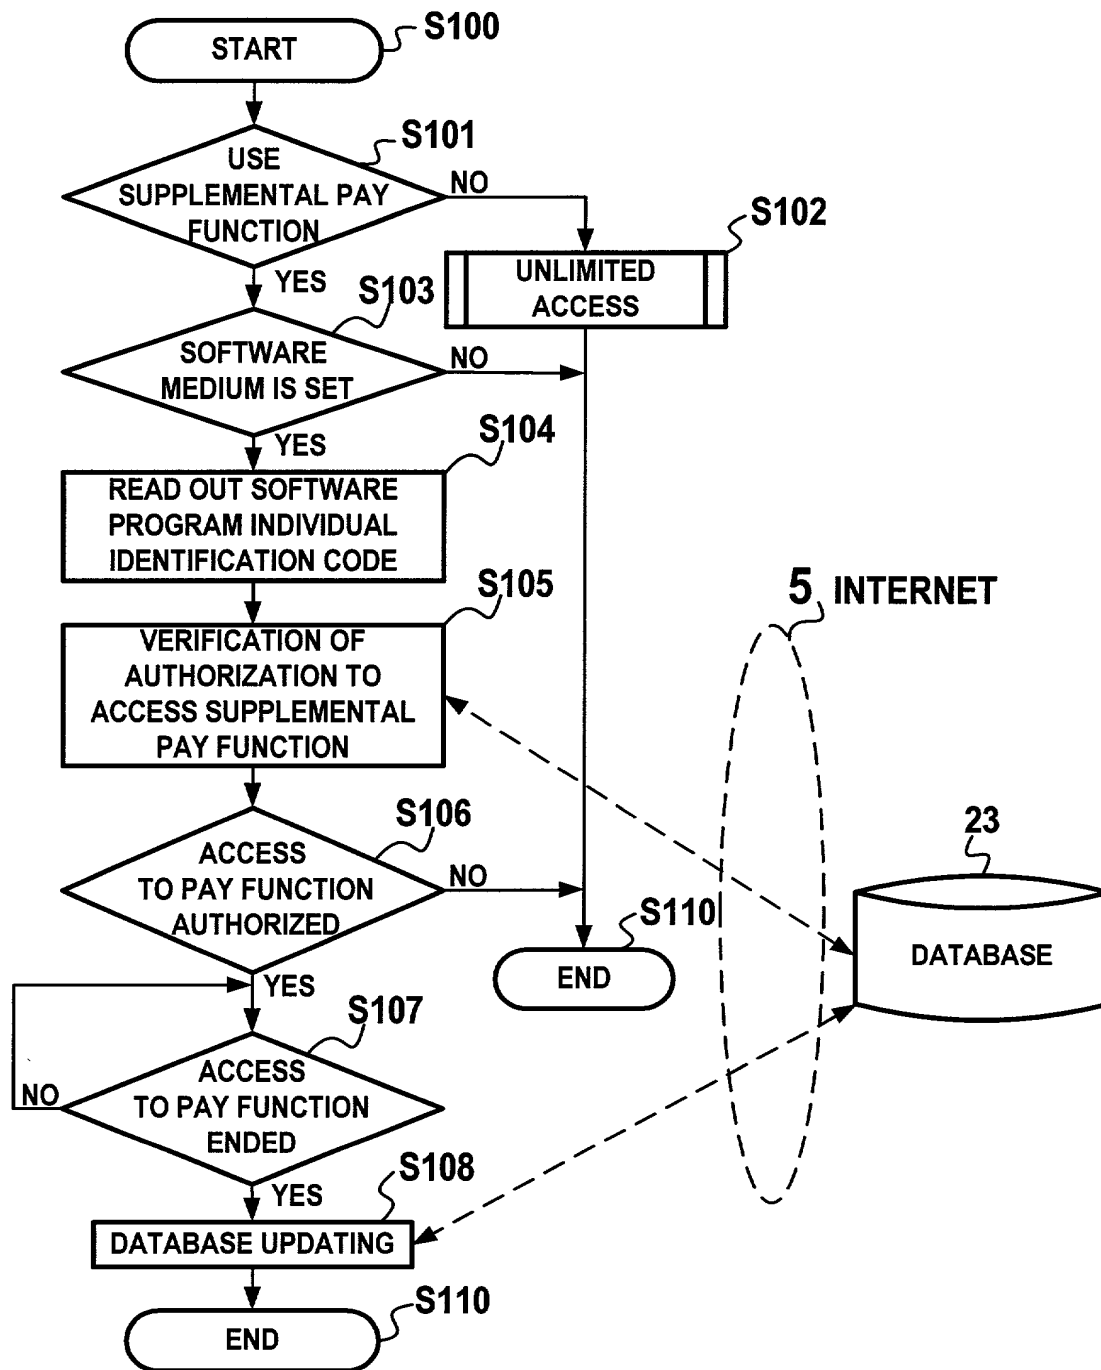 START
S100
S101
USE
SUPPLEMENTAL PAY
FUNCTION
NO
S102
UNLIMITED
ACCESS
YES
S103
SOFTWARE
MEDIUM IS SET
NO
YES
S104
READ OUT SOFTWARE
PROGRAM INDIVIDUAL
IDENTIFICATION CODE
S105
5 INTERNET
VERIFICATION OF
AUTHORIZATION TO
ACCESS SUPPLEMENTAL
PAY FUNCTION
S106
ACCESS
TO PAY FUNCTION
AUTHORIZED
NO
23
DATABASE
S110
END
YES
S107
ACCESS
TO PAY FUNCTION
ENDED
NO
YES
S108
DATABASE UPDATING
S110
END